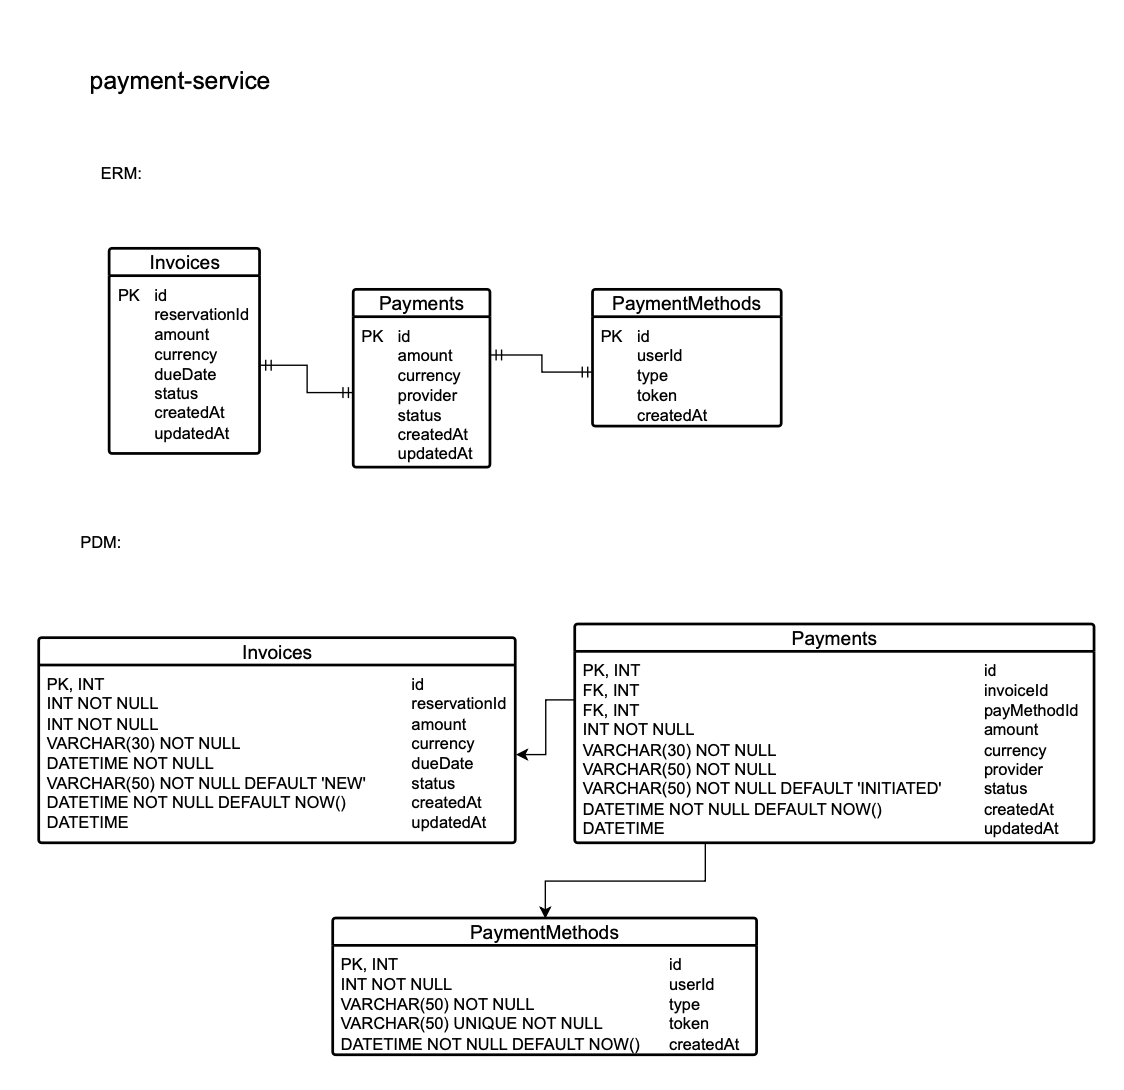 payment-service
ERM:
Invoices
PK id
reservationId
amount
currency
dueDate
status
createdAt
updatedAt
Payments
PK id
amount
currency
provider
status
createdAt
updatedAt
PaymentMethods
PK id
userId
type
token
createdAt
PDM:
Invoices
PK, INT id
INT NOT NULL reservationId
INT NOT NULL amount
VARCHAR(30) NOT NULL currency
DATETIME NOT NULL dueDate
VARCHAR(50) NOT NULL DEFAULT 'NEW' status
DATETIME NOT NULL DEFAULT NOW() createdAt
DATETIME updatedAt
Payments
PK, INT id
FK, INT invoiceId
FK, INT payMethodId
INT NOT NULL amount
VARCHAR(30) NOT NULL currency
VARCHAR(50) NOT NULL provider
VARCHAR(50) NOT NULL DEFAULT 'INITIATED' status
DATETIME NOT NULL DEFAULT NOW() createdAt
DATETIME updatedAt
PaymentMethods
PK, INT id
INT NOT NULL userId
VARCHAR(50) NOT NULL type
VARCHAR(50) UNIQUE NOT NULL token
DATETIME NOT NULL DEFAULT NOW() createdAt